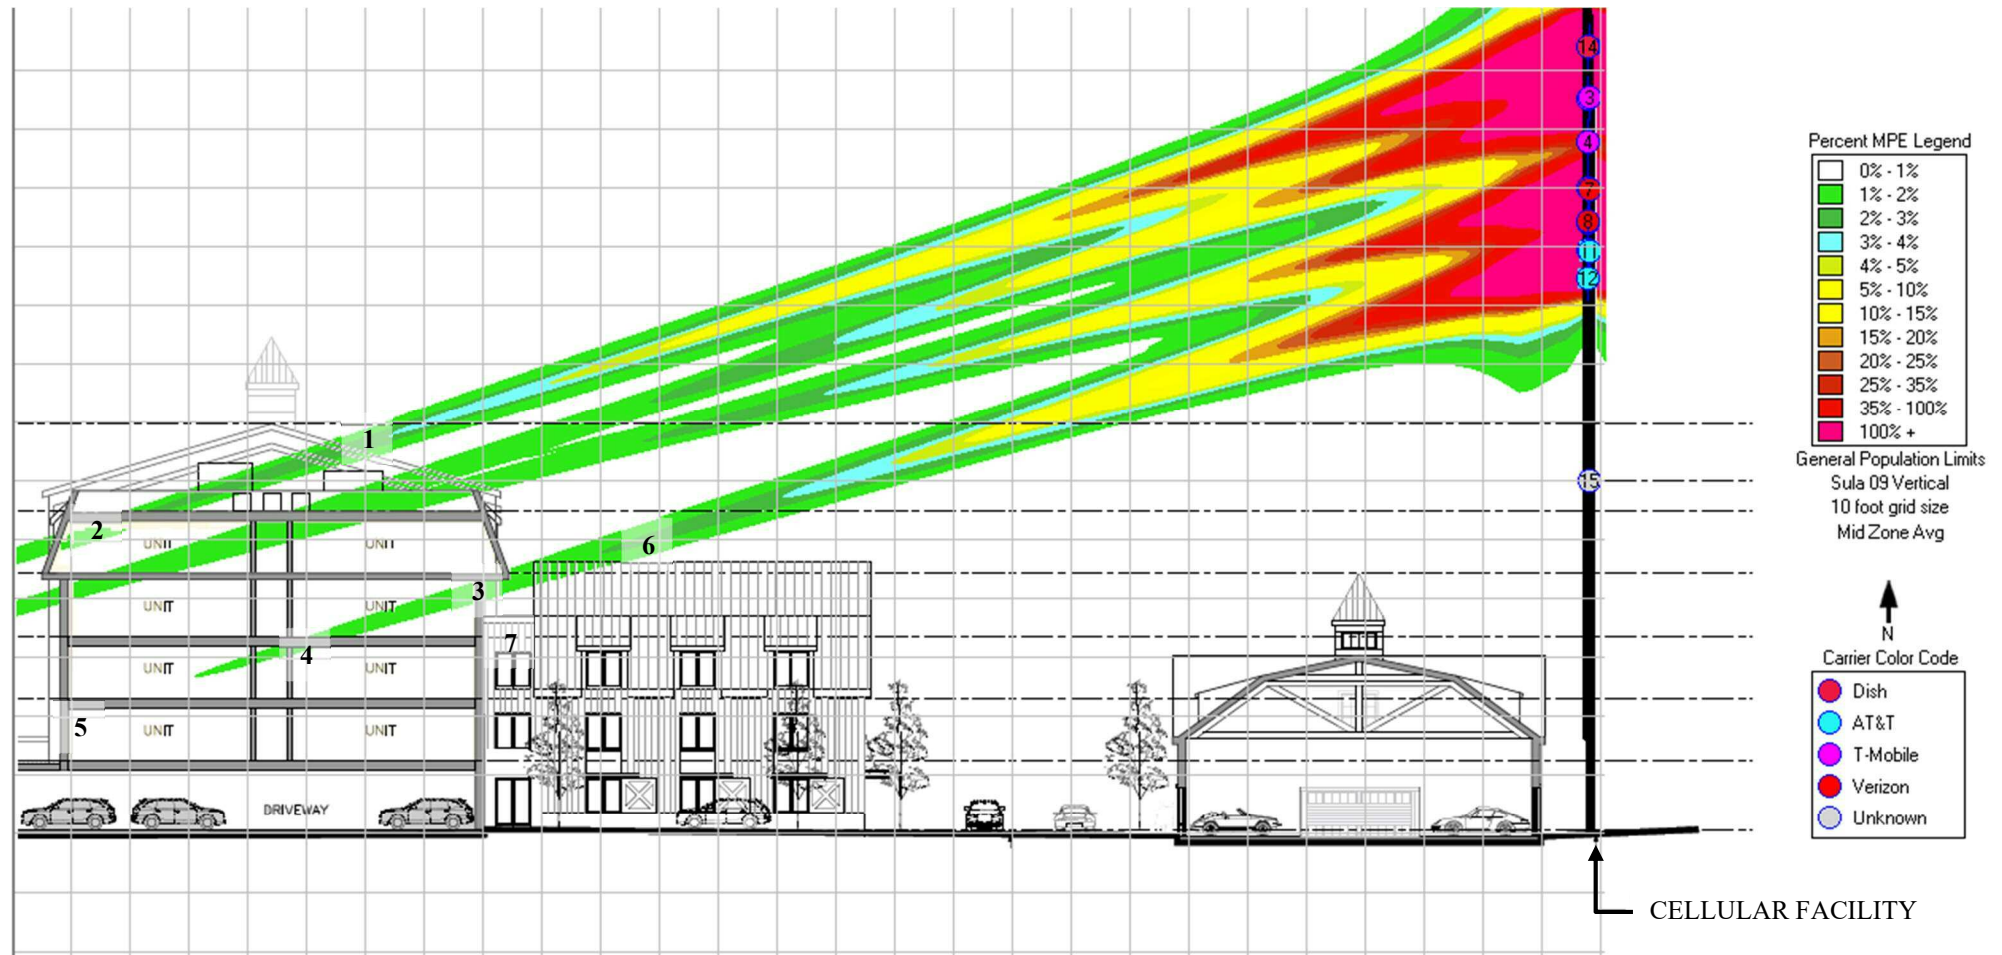 14
3
4
7
8
11
12
15
1
2
3
4
5
6
7
UNIT UNIT
UNIT UNIT
UNIT UNIT
UNIT UNIT
DRIVEWAY
Percent MPE Legend
0% - 1%
1% - 2%
2% - 3%
3% - 4%
4% - 5%
5% - 10%
10% - 15%
15% - 20%
20% - 25%
25% - 35%
35% - 100%
100% +
General Population Limits
Sula 09 Vertical
10 foot grid size
Mid Zone Avg
N
Carrier Color Code
Dish
AT&T
T-Mobile
Verizon
Unknown
CELLULAR FACILITY